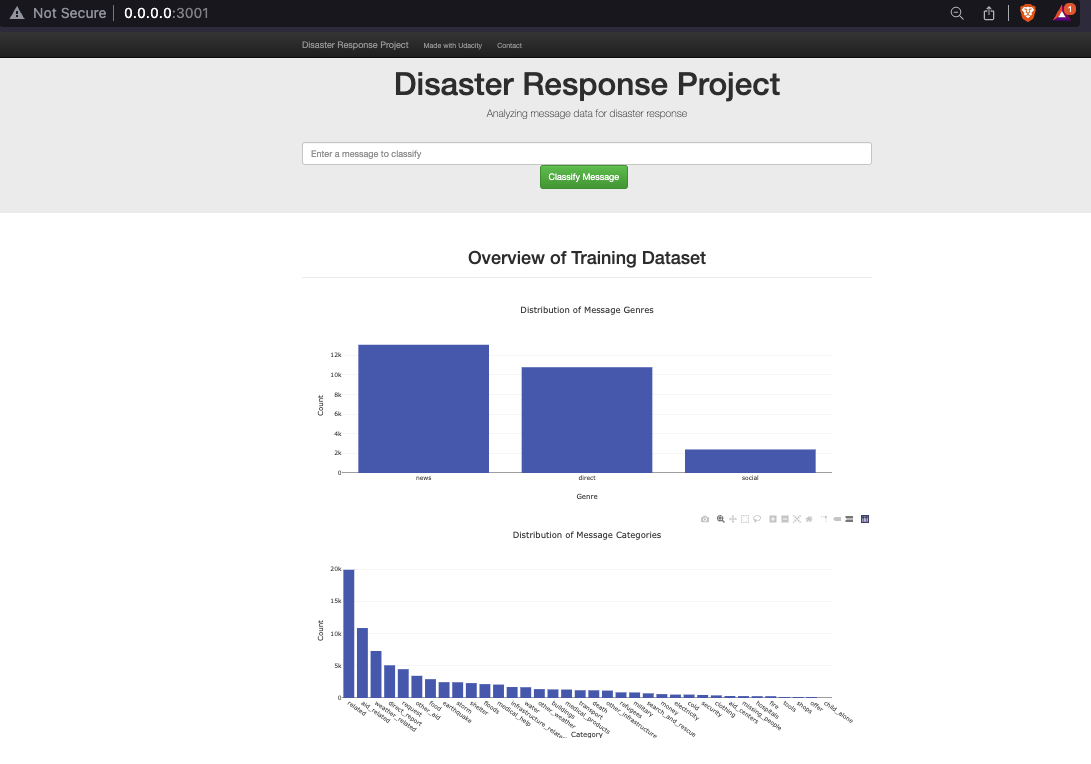 Not Secure 0.0.0.0:3001 1
Disaster Response Project Made with Udacity Contact
Disaster Response Project
Analyzing message data for disaster response
Enter a message to classify
Classify Message
Overview of Training Dataset
Distribution of Message Genres
12k
10k
8k
6k
4k
2k
0
Count
news direct social
Genre
Distribution of Message Categories
20k
15k
10k
5k
0
Count
related
aid_related
weather_related
direct_report
request
other_aid
food
earthquake
storm
shelter
floods
medical_help
infrastructure_relate…
water
other_weather
buildings
medical_products
transport
death
other_infrastructure
refugees
military
search_and_rescue
money
electricity
cold
security
clothing
aid_centers
missing_people
hospitals
fire
tools
shops
offer
child_alone
Category